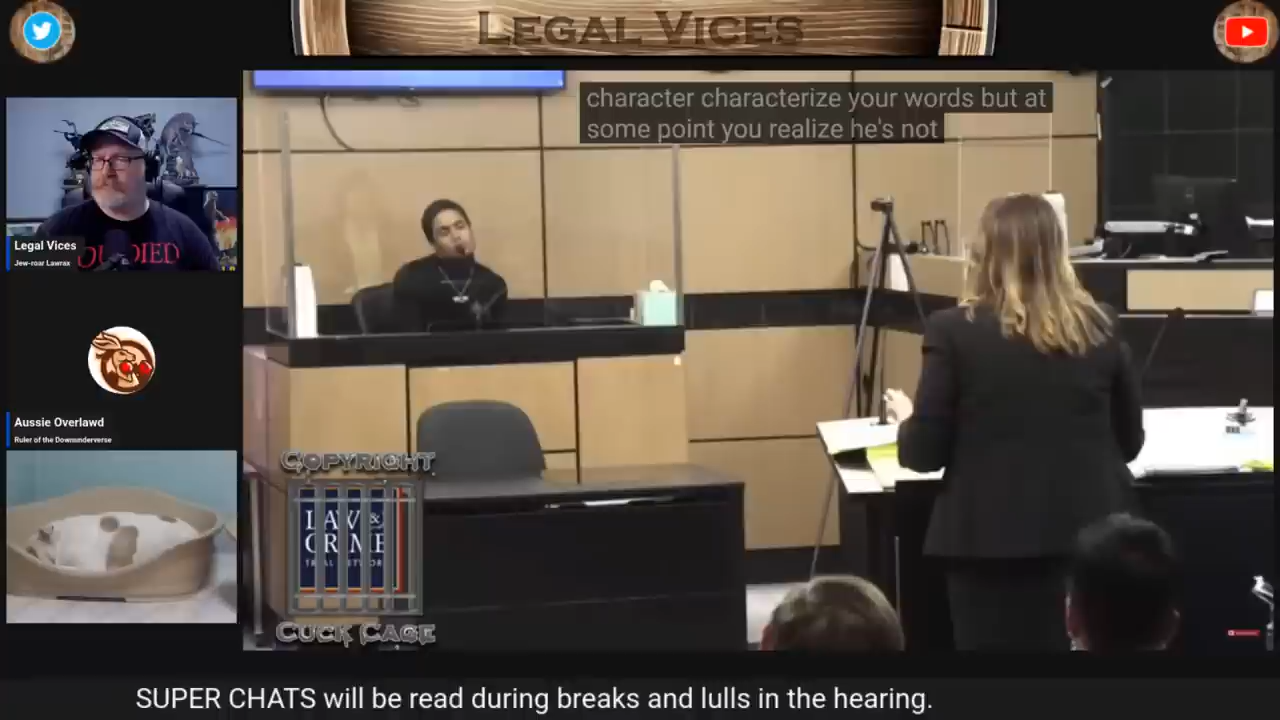 LEGAL VICES
character characterize your words but at
some point you realize he's not
Legal Vices
Jew-roar Lawrax
Aussie Overlawd
Ruler of the Downunderverse
COPYRIGHT
LAW &
CRIME
CUCK CAGE
SUPER CHATS will be read during breaks and lulls in the hearing.